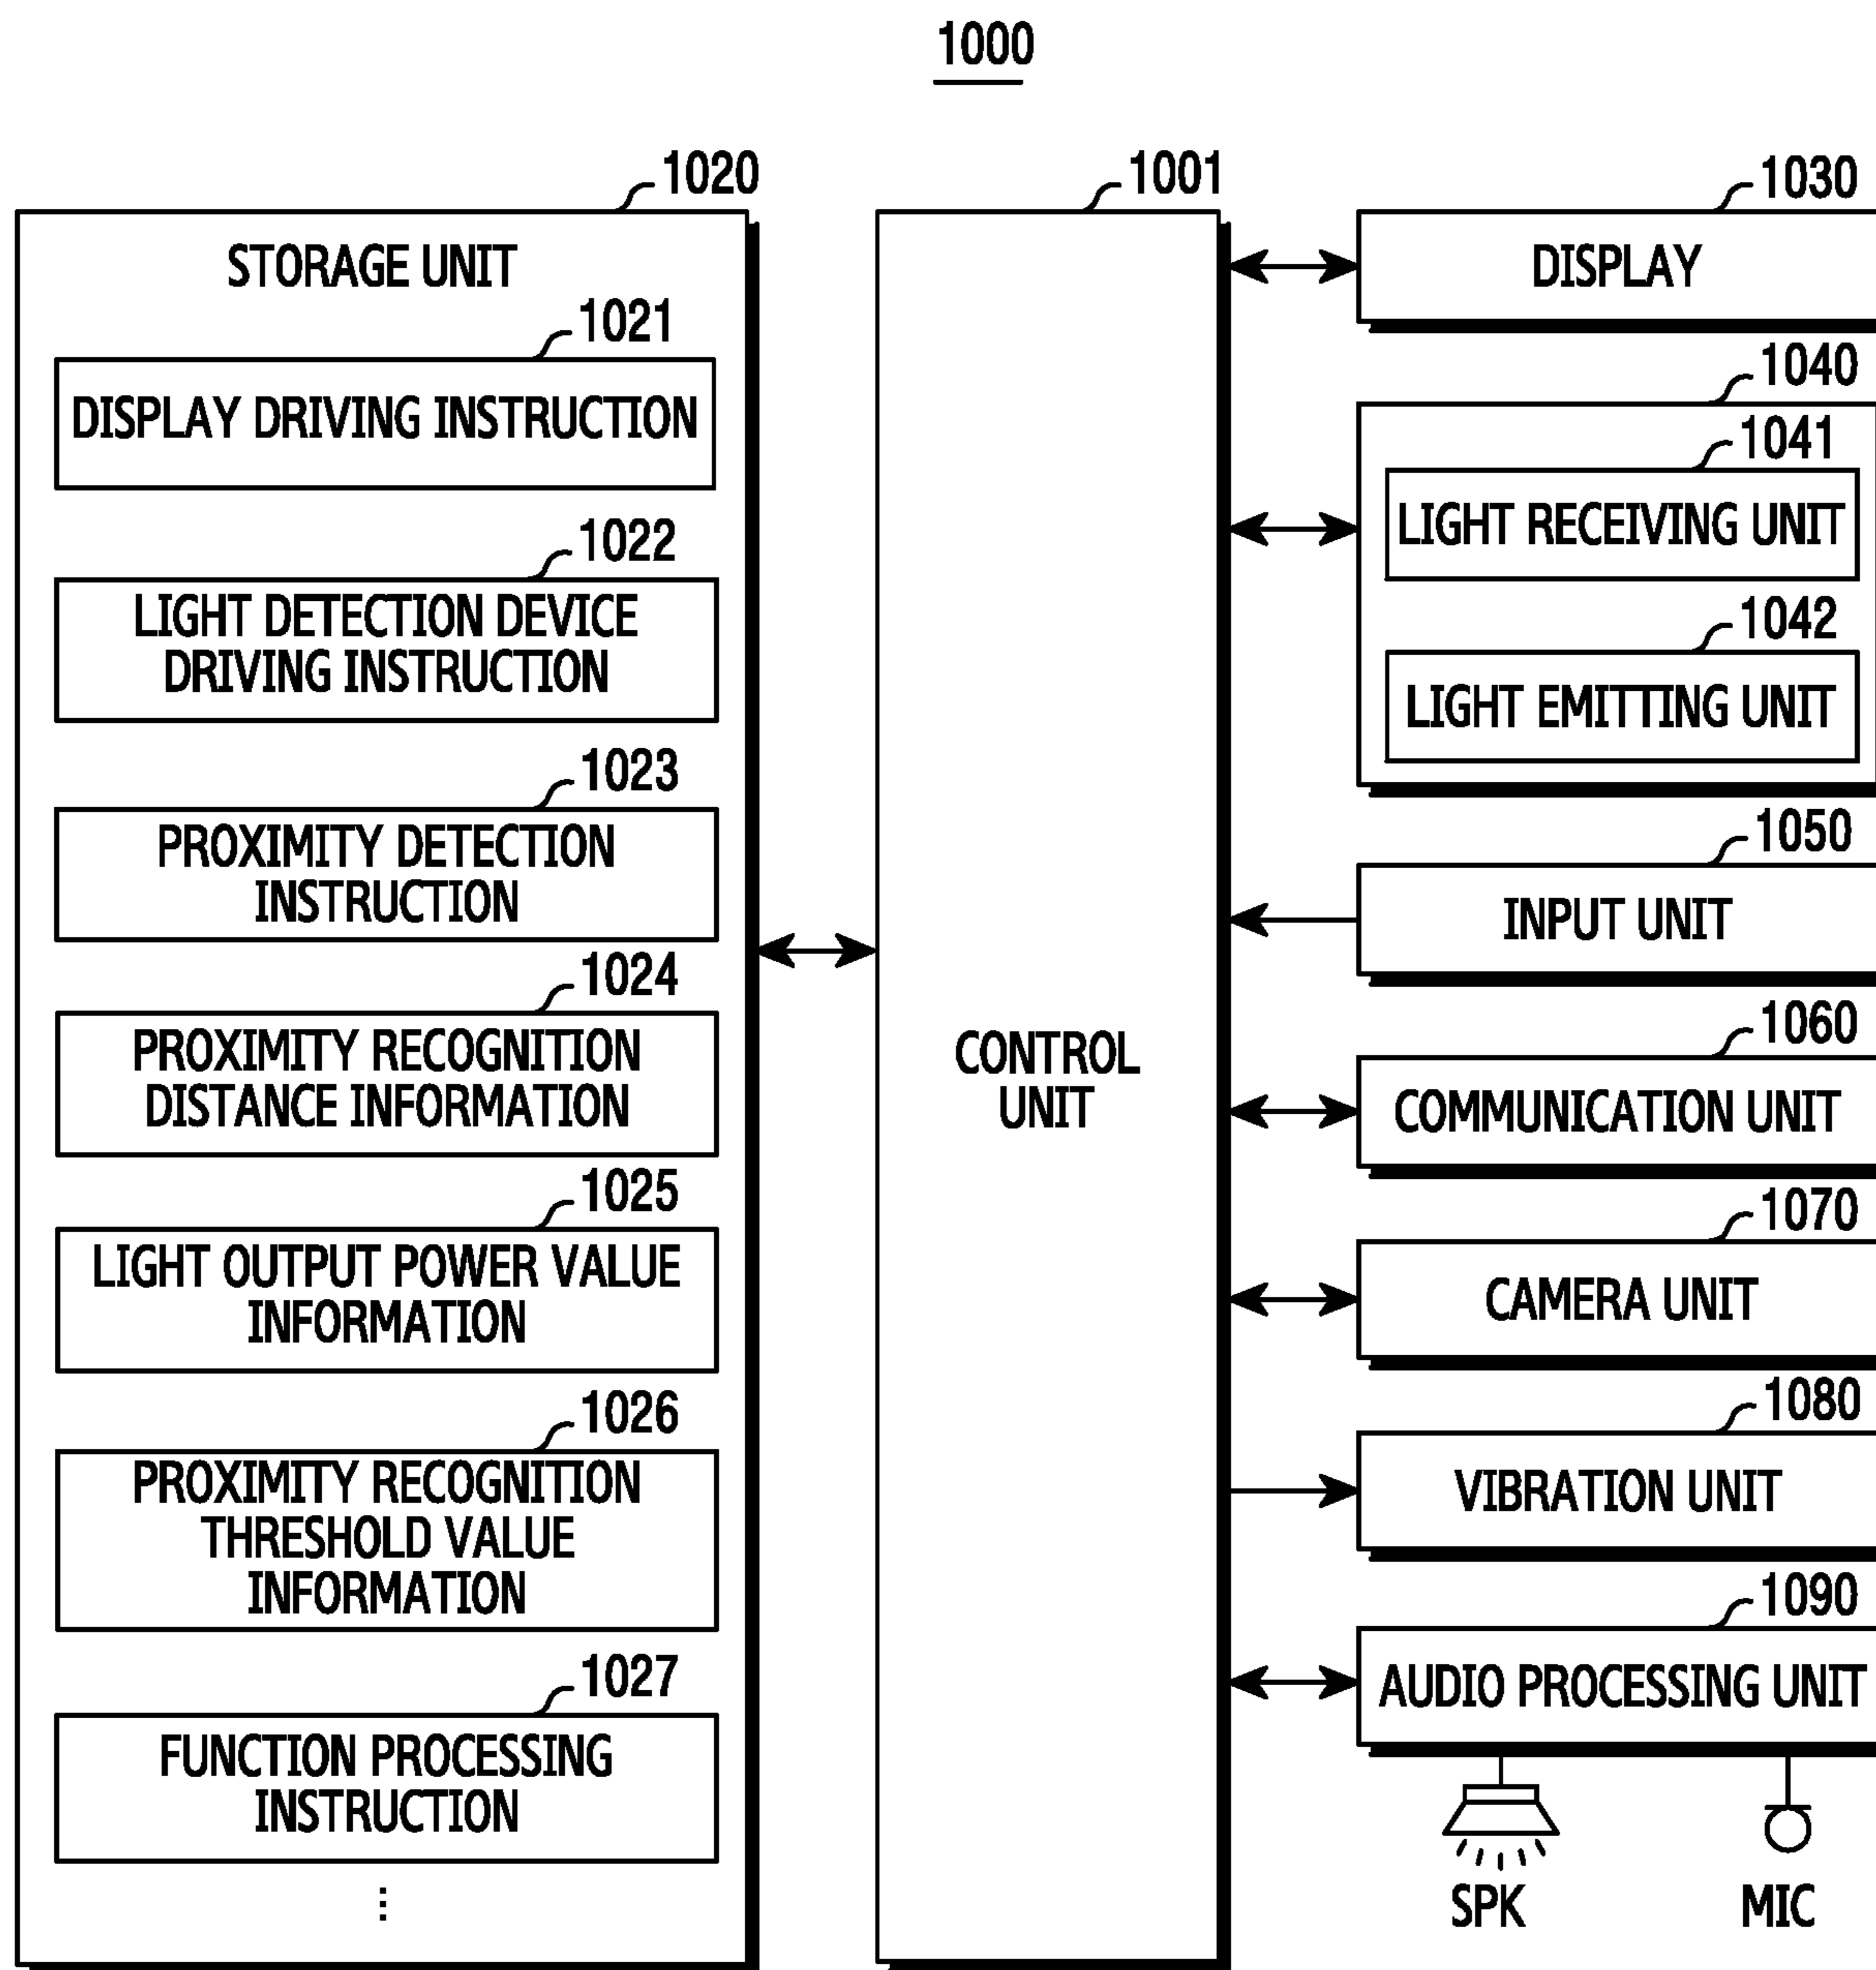 1000
1020
STORAGE UNIT
1021
DISPLAY DRIVING INSTRUCTION
1022
LIGHT DETECTION DEVICE
DRIVING INSTRUCTION
1023
PROXIMITY DETECTION
INSTRUCTION
1024
PROXIMITY RECOGNITION
DISTANCE INFORMATION
1025
LIGHT OUTPUT POWER VALUE
INFORMATION
1026
PROXIMITY RECOGNITION
THRESHOLD VALUE
INFORMATION
1027
FUNCTION PROCESSING
INSTRUCTION
1001
CONTROL
UNIT
1030
DISPLAY
1040
1041
LIGHT RECEIVING UNIT
1042
LIGHT EMITTING UNIT
1050
INPUT UNIT
1060
COMMUNICATION UNIT
1070
CAMERA UNIT
1080
VIBRATION UNIT
1090
AUDIO PROCESSING UNIT
SPK
MIC